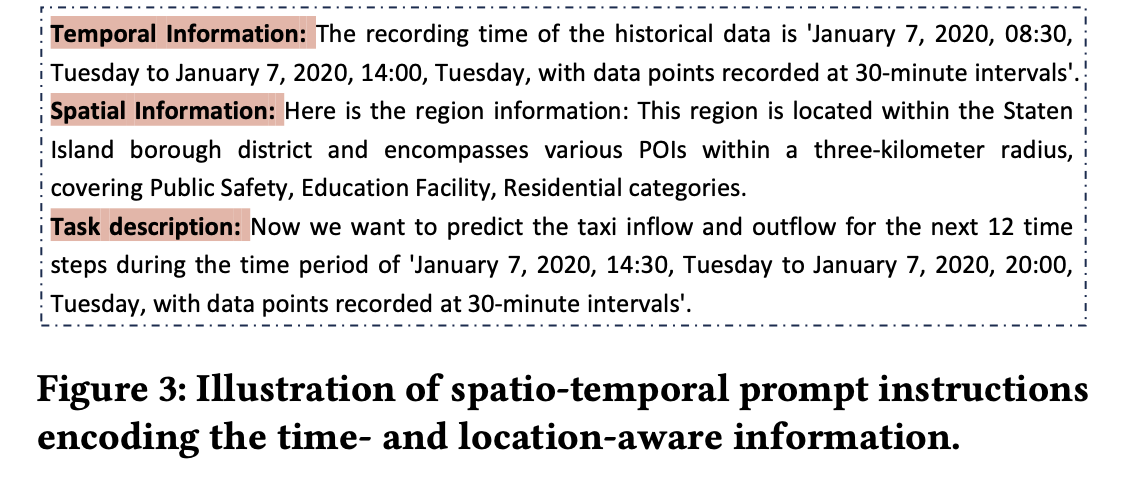 Temporal Information: The recording time of the historical data is 'January 7, 2020, 08:30,
Tuesday to January 7, 2020, 14:00, Tuesday, with data points recorded at 30-minute intervals'.
Spatial Information: Here is the region information: This region is located within the Staten
Island borough district and encompasses various POIs within a three-kilometer radius,
covering Public Safety, Education Facility, Residential categories.
Task description: Now we want to predict the taxi inflow and outflow for the next 12 time
steps during the time period of 'January 7, 2020, 14:30, Tuesday to January 7, 2020, 20:00,
Tuesday, with data points recorded at 30-minute intervals'.
Figure 3: Illustration of spatio-temporal prompt instructions
encoding the time- and location-aware information.